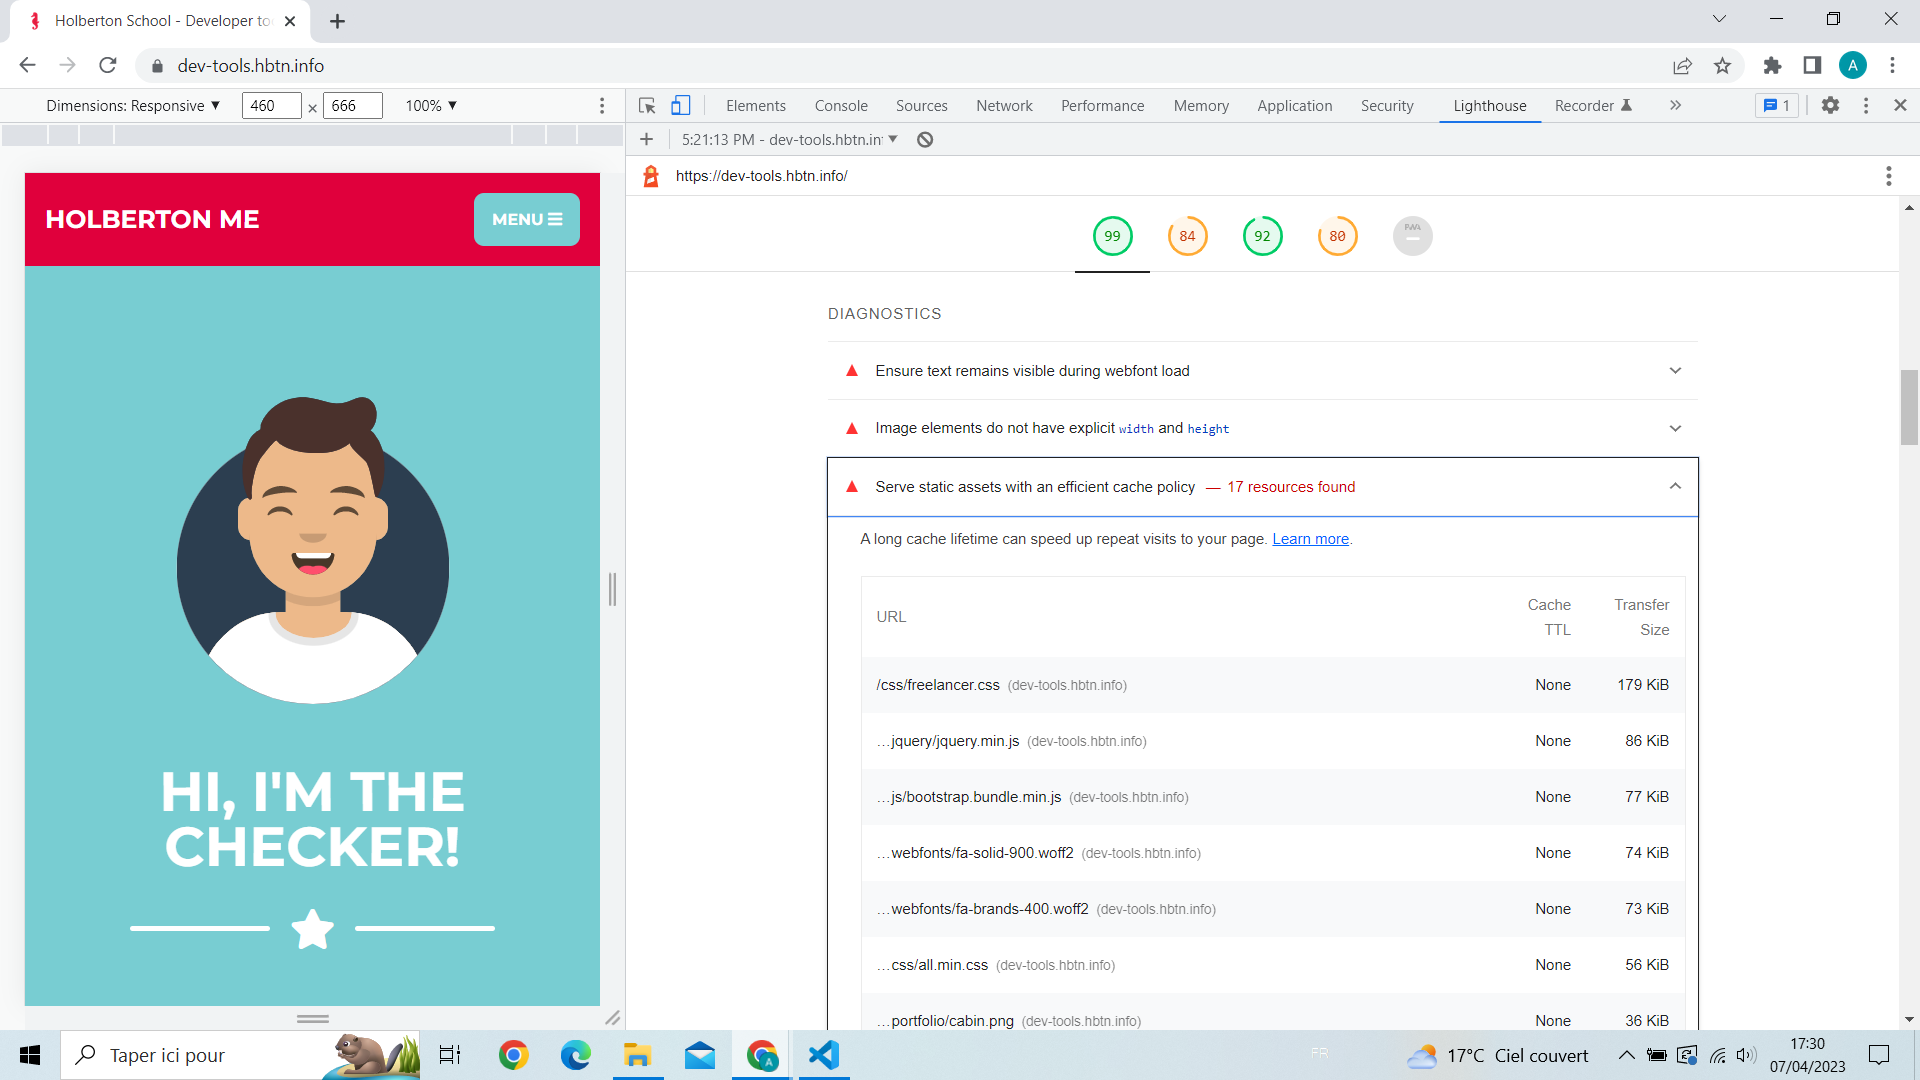 Holberton School - Developer to
dev-tools.hbtn.info
A
Dimensions: Responsive 460 × 666 100%
Elements Console Sources Network Performance Memory Application Security Lighthouse Recorder 1
5:21:13 PM - dev-tools.hbtn.in
https://dev-tools.hbtn.info/
99 84 92 80 PWA
HOLBERTON ME
MENU
HI, I'M THE
CHECKER!
DIAGNOSTICS
Ensure text remains visible during webfont load
Image elements do not have explicit width and height
Serve static assets with an efficient cache policy — 17 resources found
A long cache lifetime can speed up repeat visits to your page. Learn more.
URL Cache TTL Transfer Size
/css/freelancer.css (dev-tools.hbtn.info) None 179 KiB
…jquery/jquery.min.js (dev-tools.hbtn.info) None 86 KiB
…js/bootstrap.bundle.min.js (dev-tools.hbtn.info) None 77 KiB
…webfonts/fa-solid-900.woff2 (dev-tools.hbtn.info) None 74 KiB
…webfonts/fa-brands-400.woff2 (dev-tools.hbtn.info) None 73 KiB
…css/all.min.css (dev-tools.hbtn.info) None 56 KiB
…portfolio/cabin.png (dev-tools.hbtn.info) None 36 KiB
Taper ici pour
A
FR
17°C Ciel couvert
17:30
07/04/2023